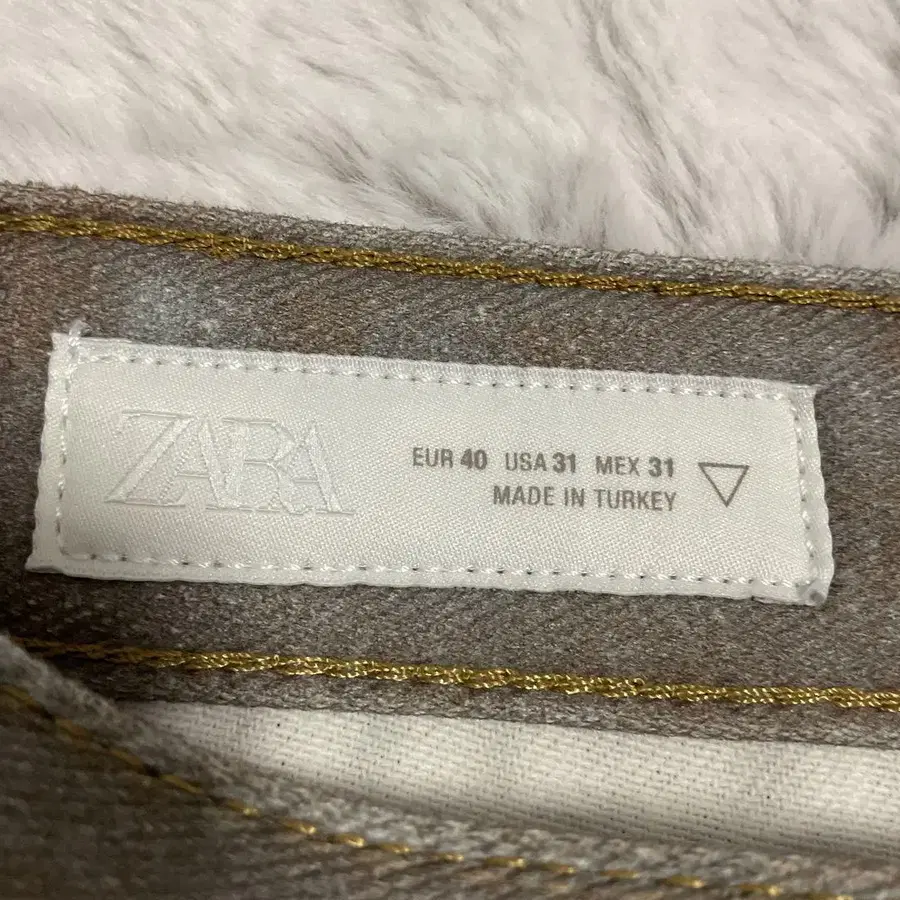 ZARA
EUR 40 USA 31 MEX 31
MADE IN TURKEY